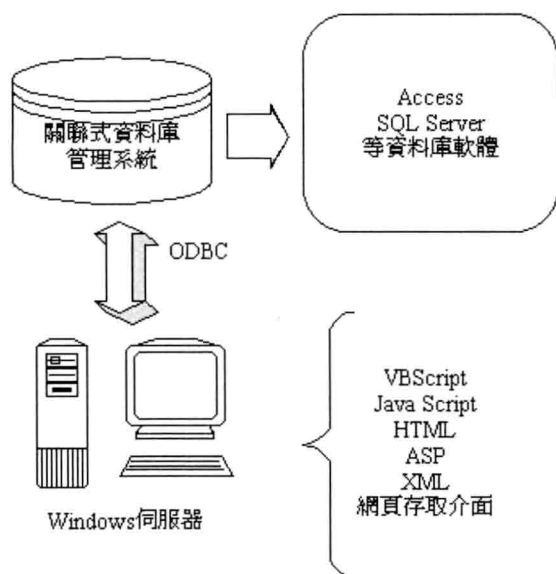 關聯式資料庫
管理系統
Access
SQL Server
等資料庫軟體
ODBC
Windows伺服器
VBScript
Java Script
HTML
ASP
XML
網頁存取介面